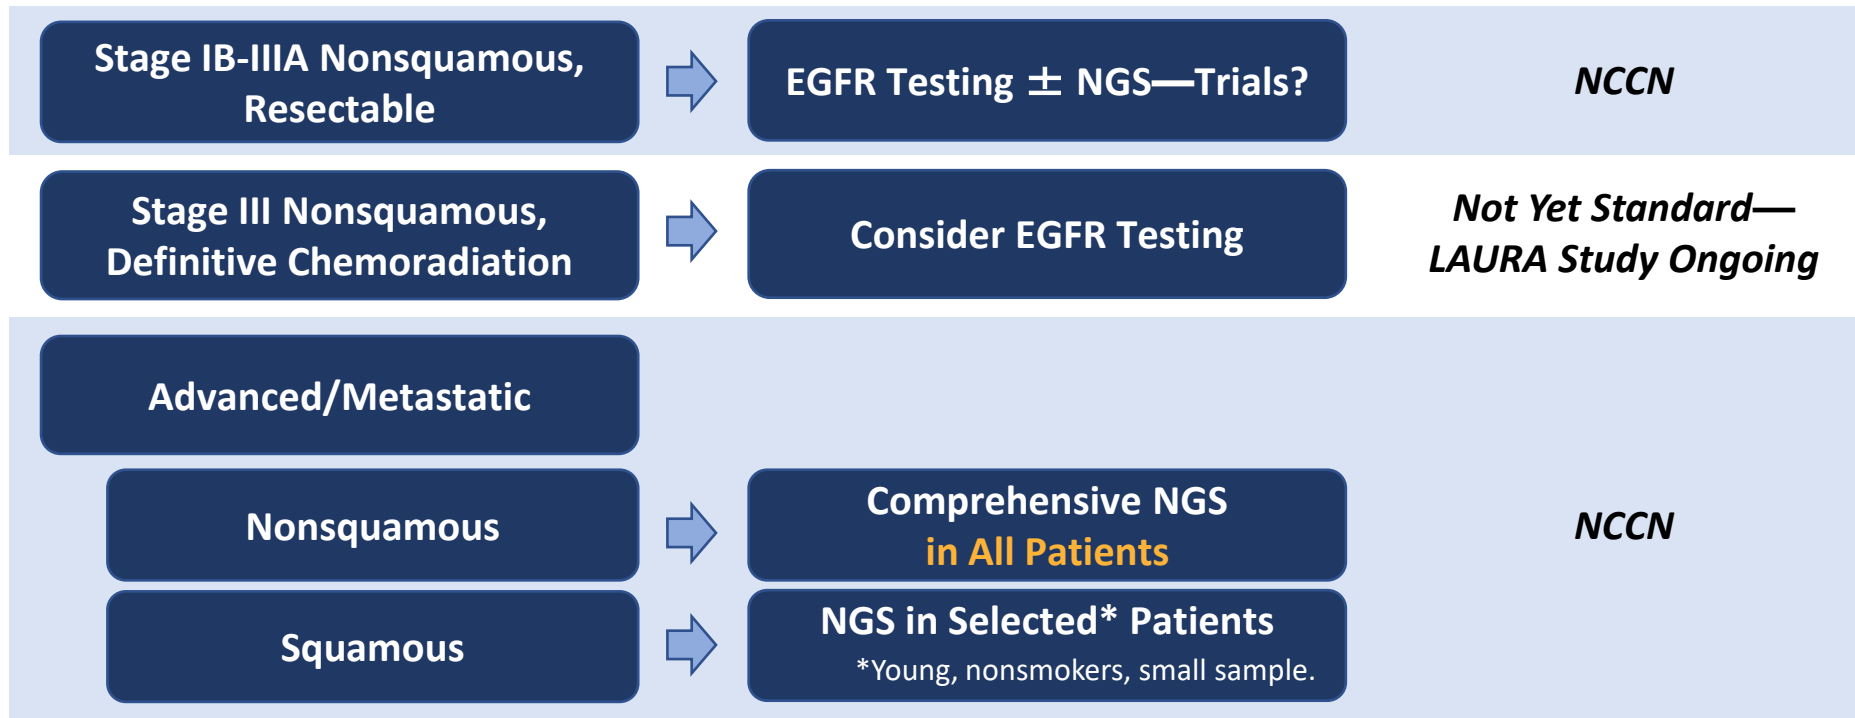 Stage IB-IIIA Nonsquamous,
Resectable
EGFR Testing ± NGS—Trials?
NCCN
Stage III Nonsquamous,
Definitive Chemoradiation
Consider EGFR Testing
Not Yet Standard—
LAURA Study Ongoing
Advanced/Metastatic
Nonsquamous
Comprehensive NGS
in All Patients
NCCN
Squamous
NGS in Selected* Patients
*Young, nonsmokers, small sample.